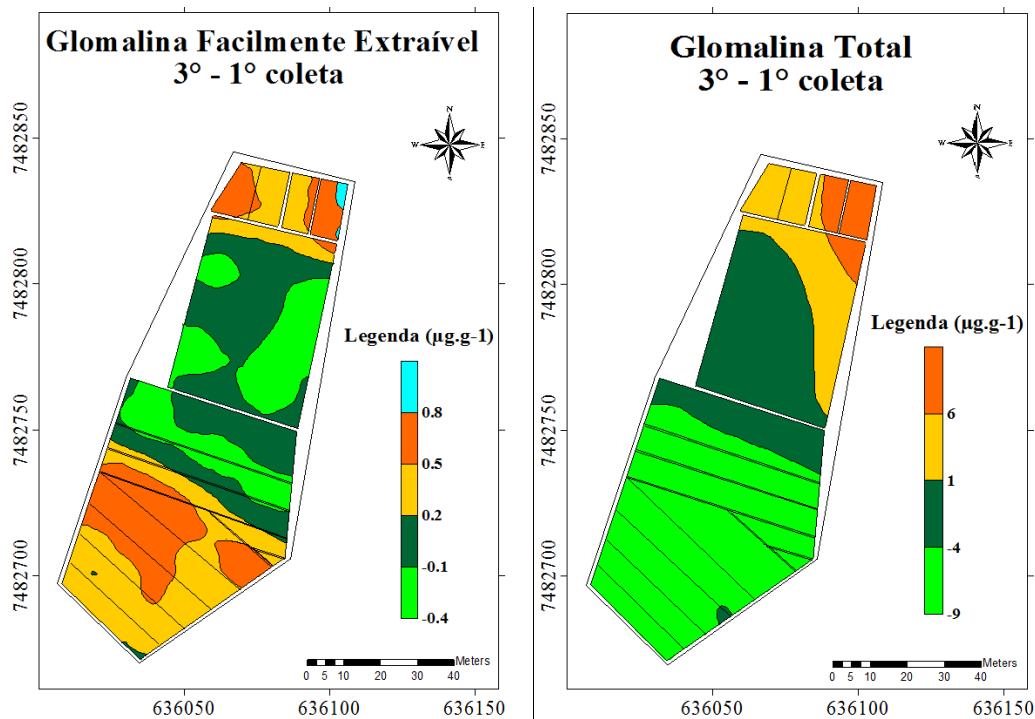 Glomalina Facilmente Extraível
3° - 1° coleta
N
W
E
S
7482850
7482800
7482750
7482700
Legenda (µg.g-1)
0.8
0.5
0.2
-0.1
-0.4
Meters
0 5 10 20 30 40
636050 636100 636150
Glomalina Total
3° - 1° coleta
N
W
E
S
7482850
7482800
7482750
7482700
Legenda (µg.g-1)
6
1
-4
-9
Meters
0 5 10 20 30 40
636050 636100 636150